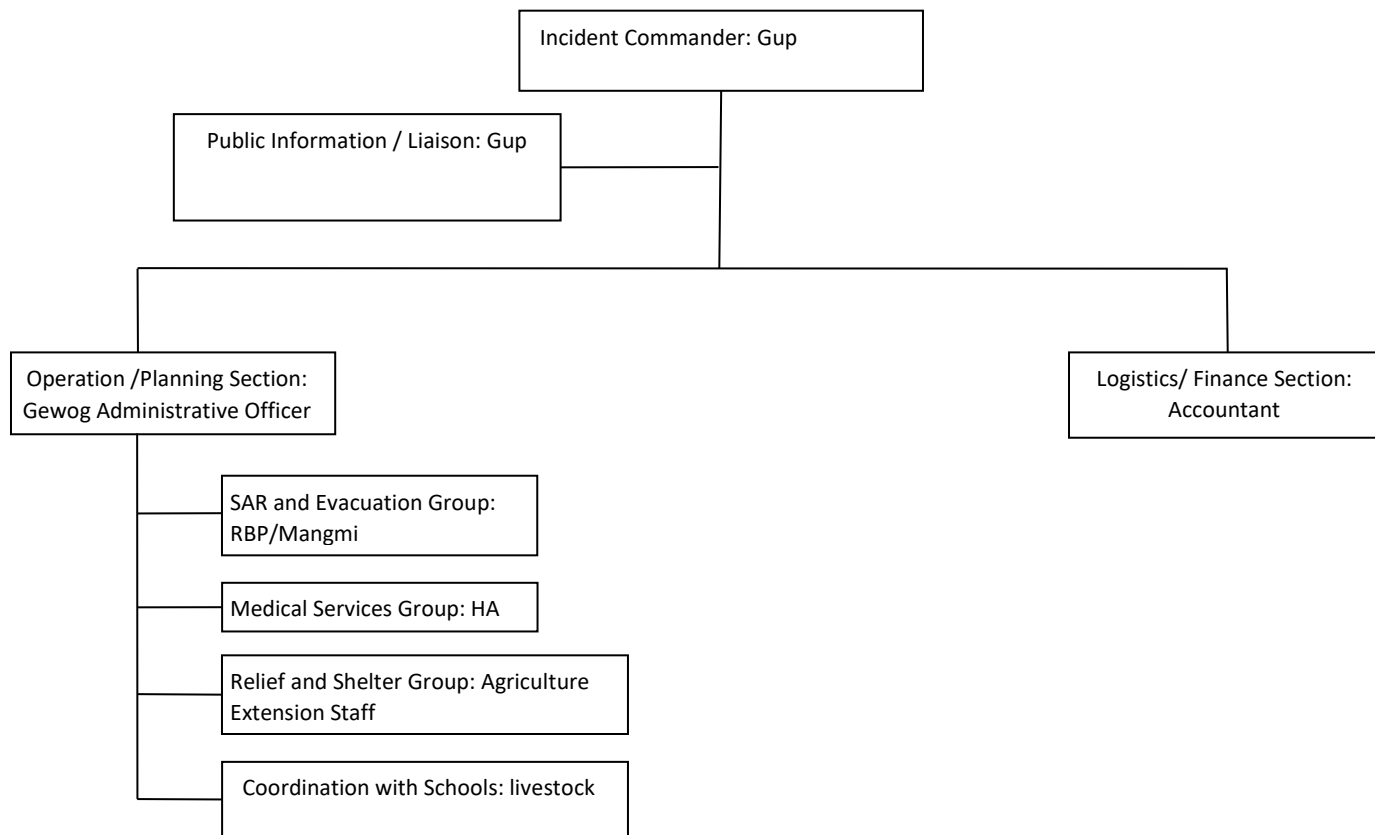 Incident Commander: Gup
Public Information / Liaison: Gup
Operation /Planning Section:
Gewog Administrative Officer
Logistics/ Finance Section:
Accountant
SAR and Evacuation Group:
RBP/Mangmi
Medical Services Group: HA
Relief and Shelter Group: Agriculture
Extension Staff
Coordination with Schools: livestock